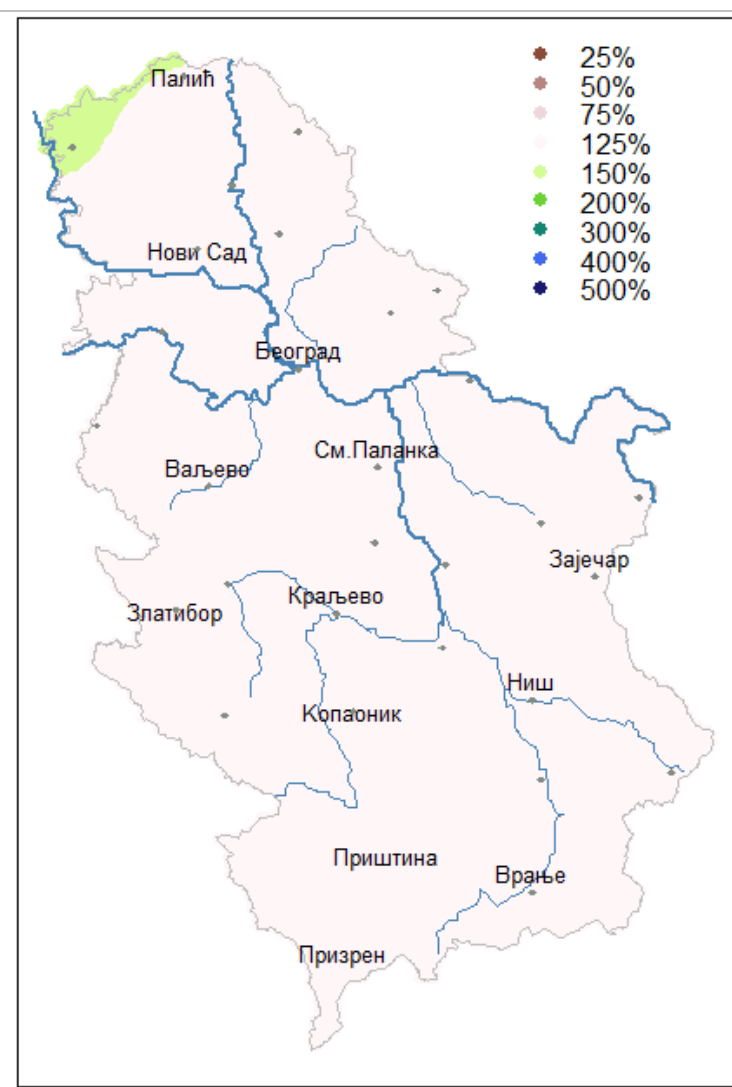 Палић
25%
50%
75%
125%
150%
200%
300%
400%
500%
Нови Сад
Београд
См.Паланка
Ваљево
Зајечар
Краљево
Златибор
Ниш
Копаоник
Приштина
Врање
Призрен